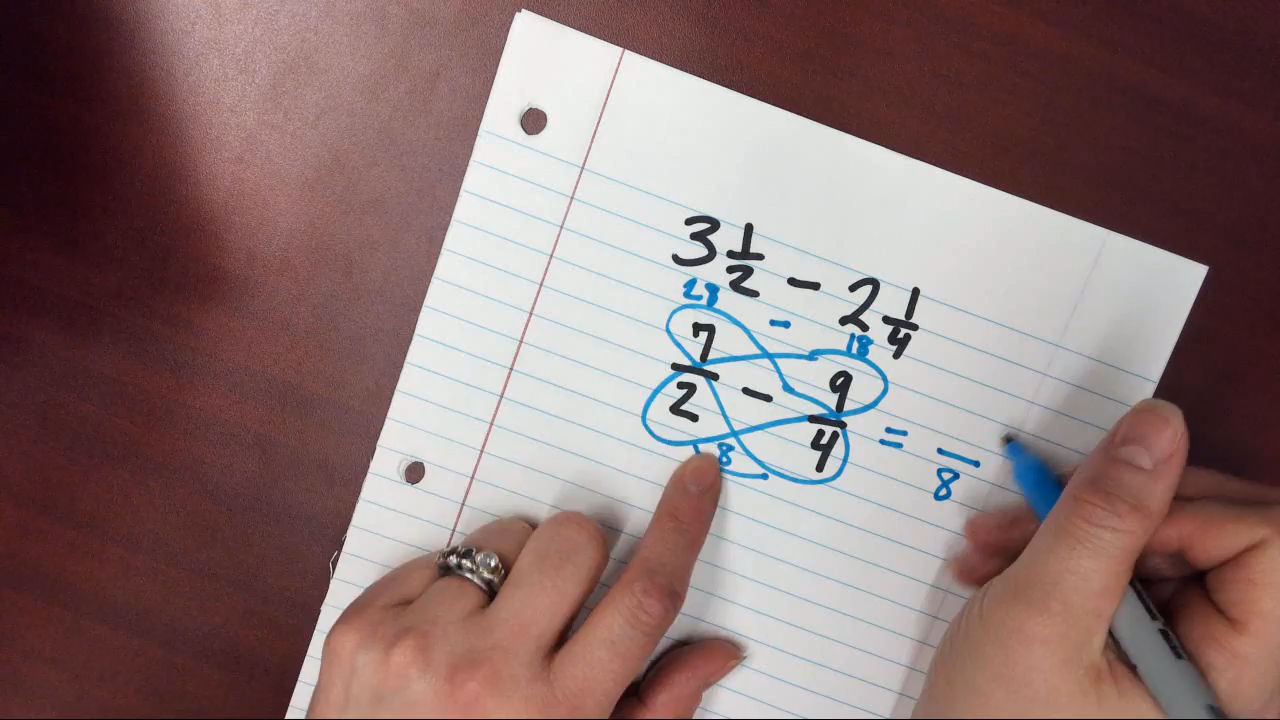 3 1/2 - 2 1/4
28 - 18
7/2 - 9/4 = /8
8